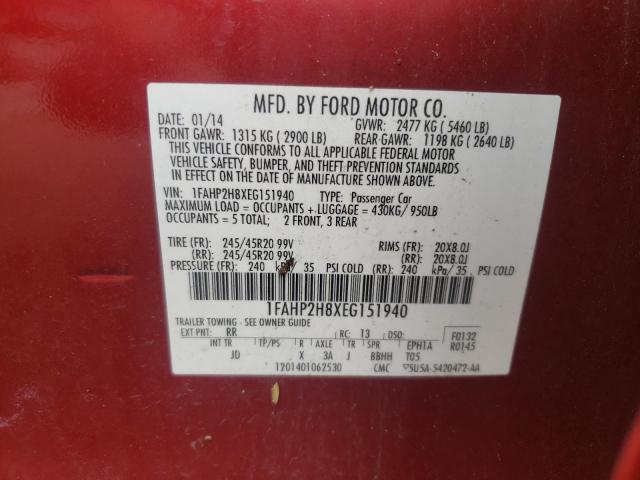 MFD. BY FORD MOTOR CO.
DATE: 01/14 GVWR: 2477 KG ( 5460 LB)
FRONT GAWR: 1315 KG ( 2900 LB) REAR GAWR: 1198 KG ( 2640 LB)
THIS VEHICLE CONFORMS TO ALL APPLICABLE FEDERAL MOTOR
VEHICLE SAFETY, BUMPER, AND THEFT PREVENTION STANDARDS
IN EFFECT ON THE DATE OF MANUFACTURE SHOWN ABOVE.
VIN: 1FAHP2H8XEG151940 TYPE: Passenger Car
MAXIMUM LOAD = OCCUPANTS + LUGGAGE = 430KG/ 950LB
OCCUPANTS : 5 TOTAL; 2 FRONT, 3 REAR
TIRE (FR): 245/45R20 99V RIMS (FR): 20X8.0J
(RR): 245/45R20 99V (RR): 20X8.0J
PRESSURE (FR): 240 kPa/ 35 PSI COLD (RR): 240 kPa/ 35 PSI COLD
1FAHP2H8XEG151940
TRAILER TOWING - SEE OWNER GUIDE
EXT PNT: RR RC: 13 DSO: F0132
INT TR TP/PS R AXLE TR SPR EPH1A R0145
JD X 3A J BBHH T05
1201401062530 CMC 5U5A-5420472-AA